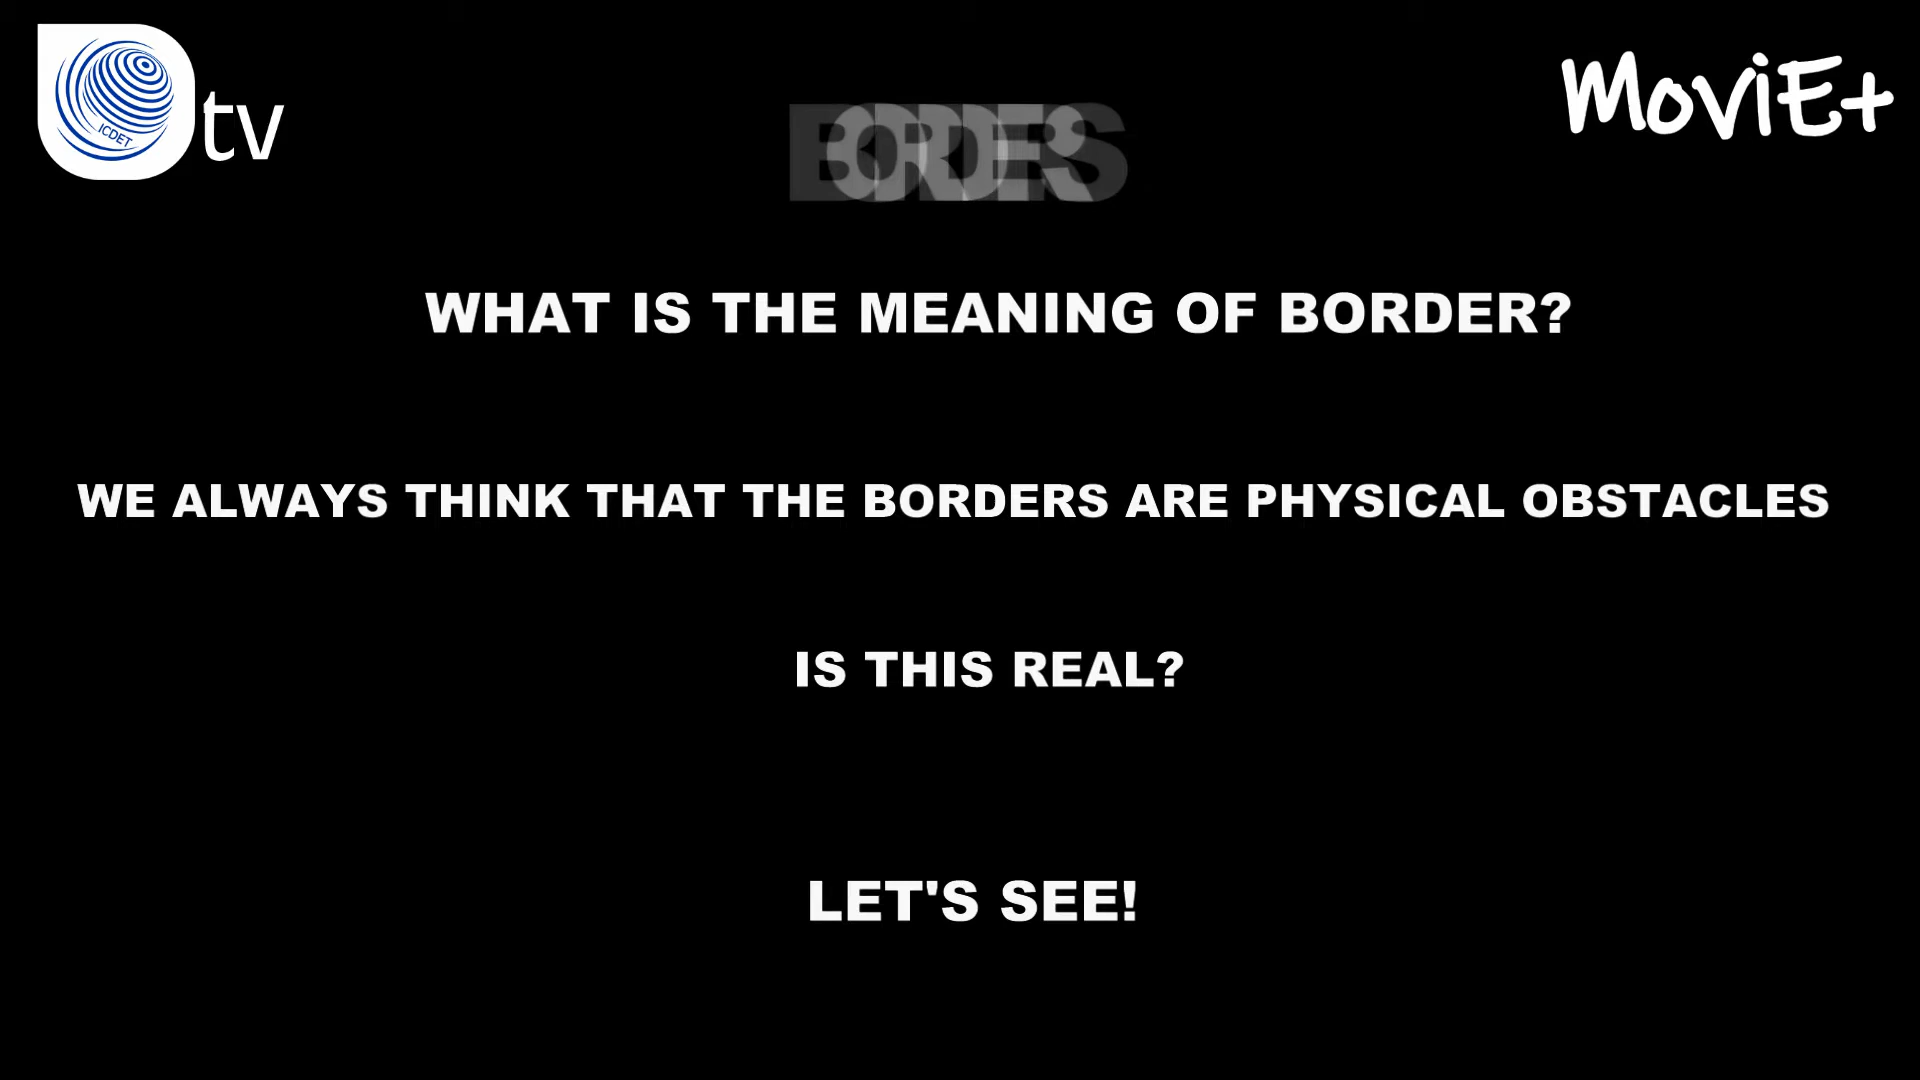 ICDET
tv
MoviE+
BORDERS
WHAT IS THE MEANING OF BORDER?
WE ALWAYS THINK THAT THE BORDERS ARE PHYSICAL OBSTACLES
IS THIS REAL?
LET'S SEE!